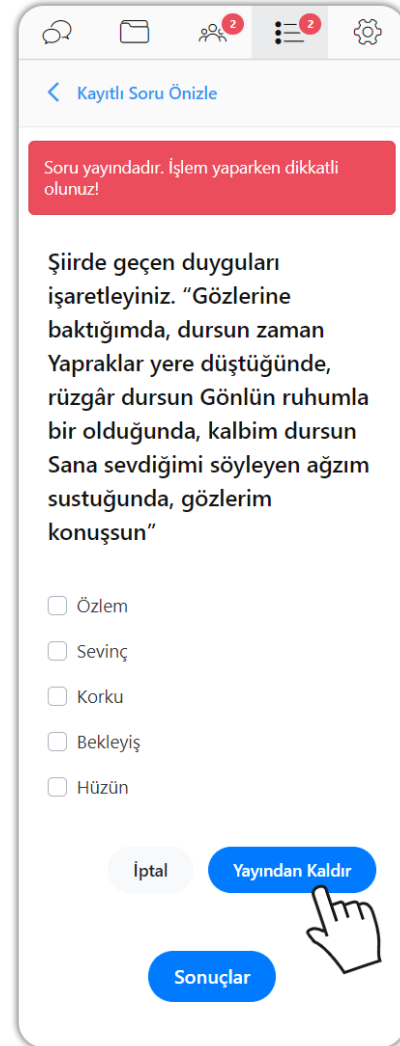 2
2
Kayıtlı Soru Önizle
Soru yayındadır. İşlem yaparken dikkatli
olunuz!
Şiirde geçen duyguları
işaretleyiniz. “Gözlerine
baktığımda, dursun zaman
Yapraklar yere düştüğünde,
rüzgâr dursun Gönlün ruhumla
bir olduğunda, kalbim dursun
Sana sevdiğimi söyleyen ağzım
sustuğunda, gözlerim
konuşsun”
Özlem
Sevinç
Korku
Bekleyiş
Hüzün
İptal
Yayından Kaldır
Sonuçlar